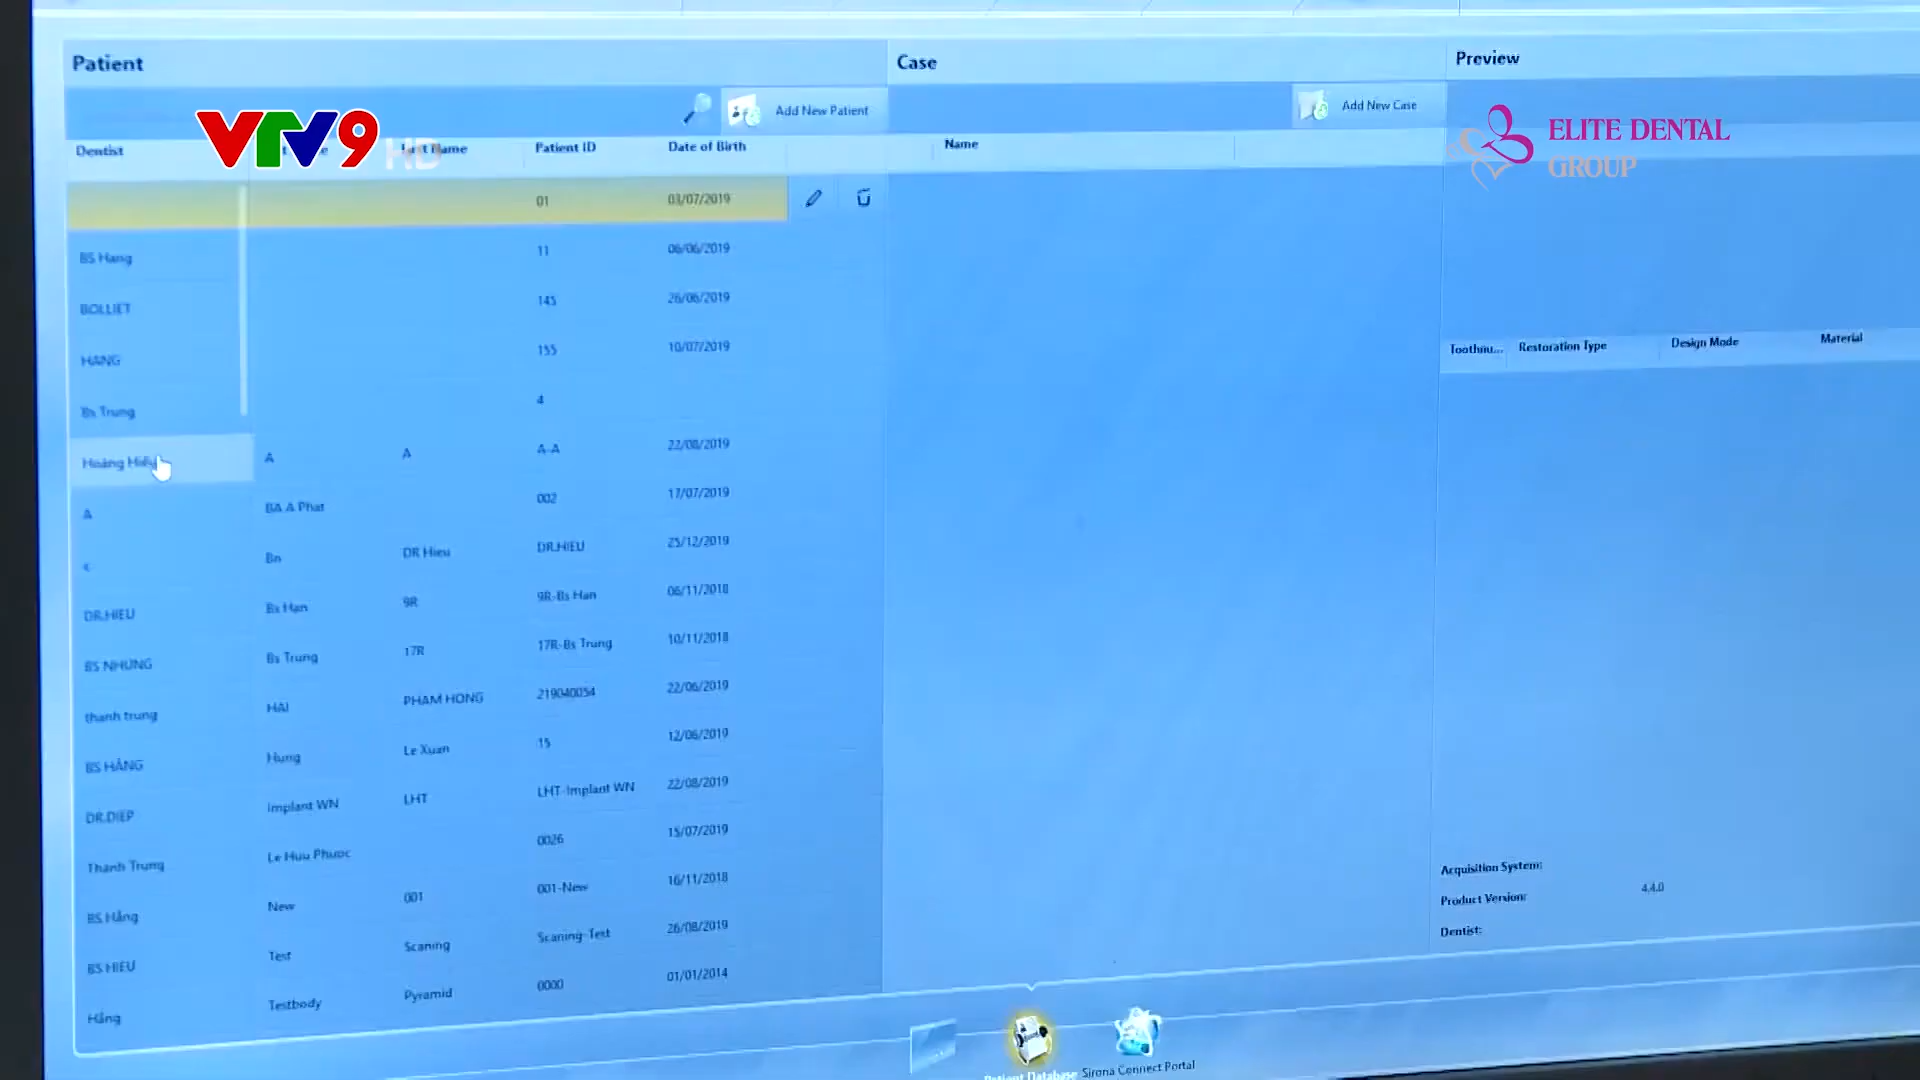 Patient
Case
Preview
VTV9
HD
Add New Patient
Add New Case
ELITE DENTAL
GROUP
Dentist
Patient ID
Date of Birth
Name
01 03/07/2019
BS Hang 11 06/06/2019
BOLLIET 145 26/06/2019
HANG 155 10/07/2019
Bs Trung 4
Hoàng Hiếu A A A-A 22/08/2019
A BA A Phat 002 17/07/2019
c Bn DR Hieu DR.HIEU 25/12/2019
DR.HIEU Bs Han 9R 9R-Bs Han 06/11/2018
BS NHUNG Bs Trung 17R 17R-Bs Trung 10/11/2018
thanh trung HAI PHAM HONG 219040054 22/06/2019
BS HẰNG Hung Le Xuan 15 12/06/2019
DR.DIEP Implant WN LHT LHT-Implant WN 22/08/2019
Thanh Trung Le Huu Phuoc 0026 15/07/2019
BS Hằng New 001 001-New 16/11/2018
BS HIEU Test Scaning Scaning-Test 26/08/2019
Hằng Testbody Pyramid 0000 01/01/2014
Toothnu... Restoration Type Design Mode Material
Acquisition System:
Product Version: 4.4.0
Dentist:
Patient Database
Sirona Connect Portal